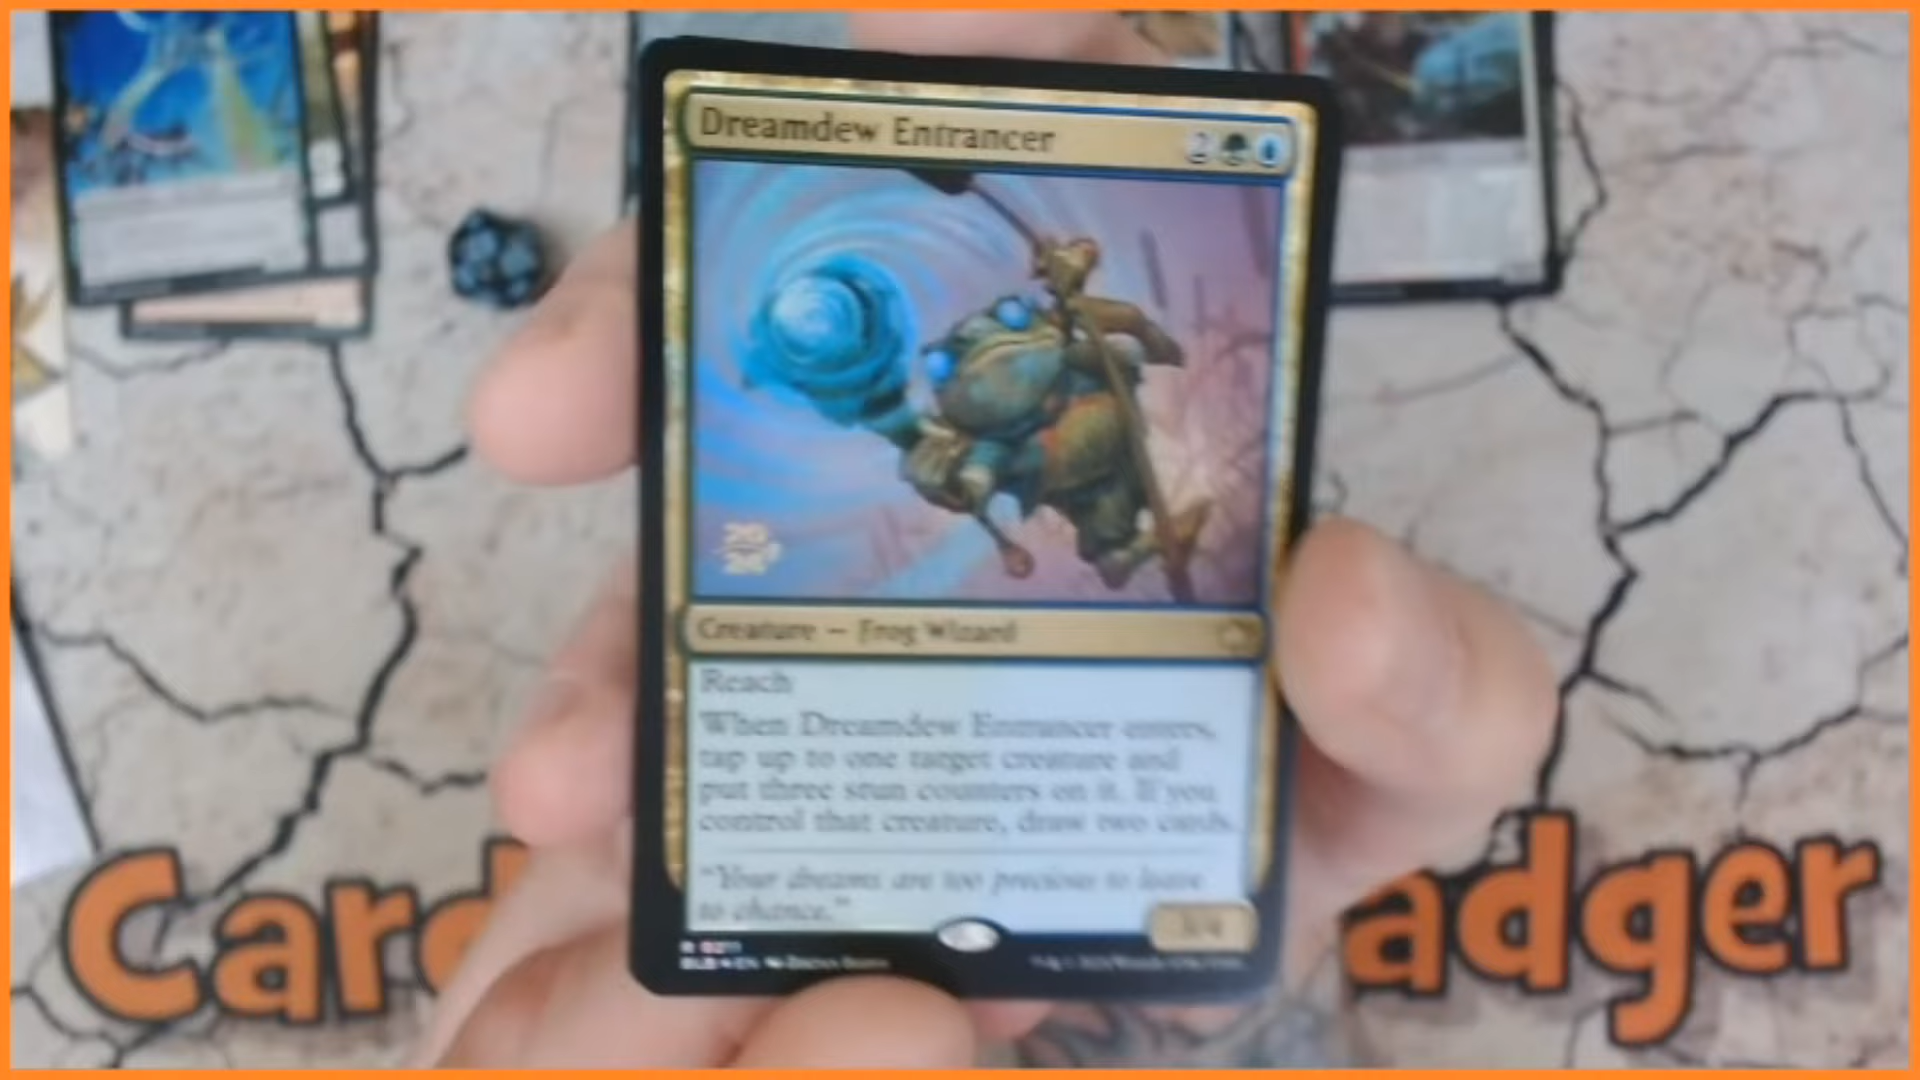 Dreamdew Entrancer 2
Creature — Frog Wizard
Reach
When Dreamdew Entrancer enters,
tap up to one target creature and
put three stun counters on it. If you
control that creature, draw two cards.
"Your dreams are too precious to leave
to chance."
3/4
Card adger